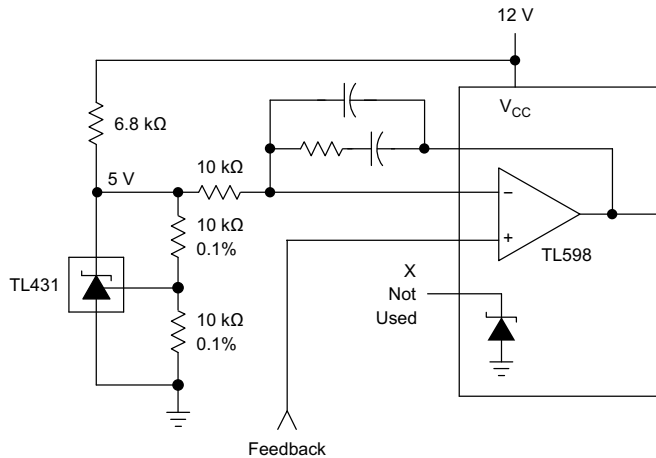 12 V
V_CC
6.8 kΩ
5 V
10 kΩ
10 kΩ
0.1%
TL431
10 kΩ
0.1%
−
+
TL598
X
Not
Used
Feedback